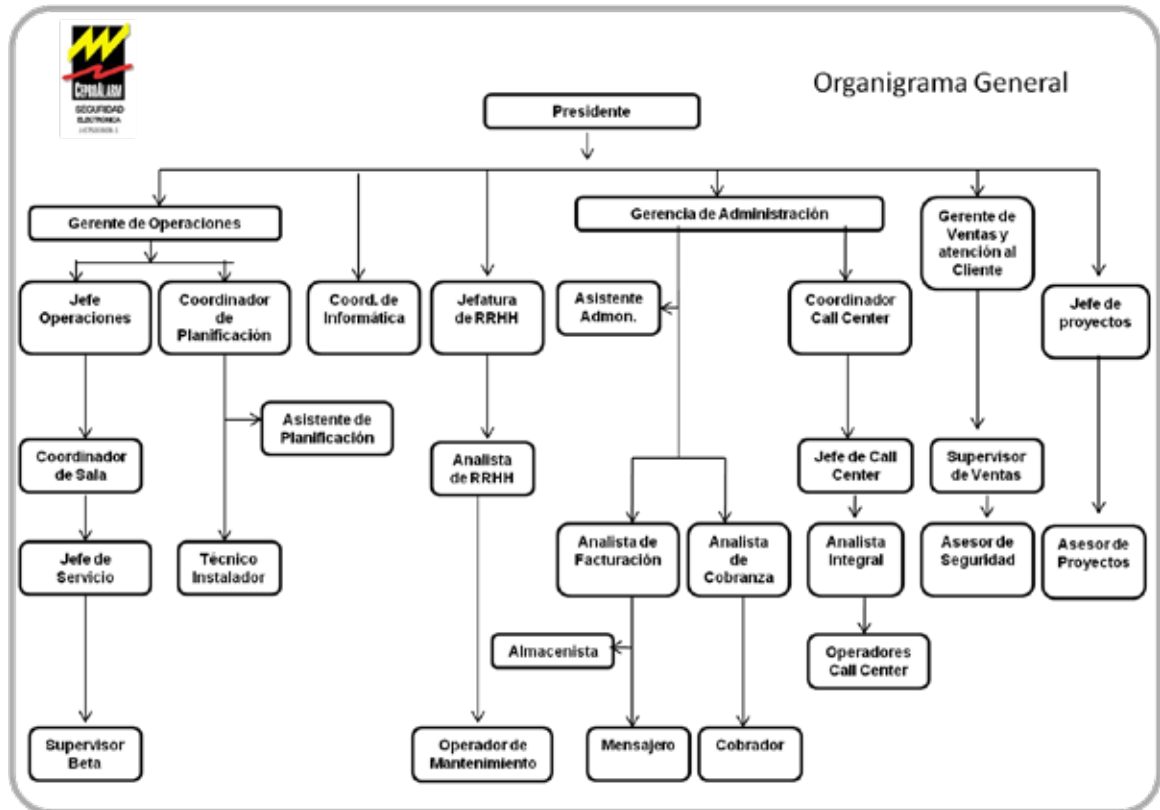 CEPROALARM
SEGURIDAD
ELECTRONICA
Organigrama General
Presidente
Gerente de Operaciones
Gerencia de Administración
Gerente de
Ventas y
atención al
Cliente
Jefe
Operaciones
Coordinador
de
Planificación
Coord. de
Informática
Jefatura
de RRHH
Asistente
Admon.
Coordinador
Call Center
Jefe de
proyectos
Asistente de
Planificación
Coordinador
de Sala
Analista
de RRHH
Jefe de Call
Center
Supervisor
de Ventas
Jefe de
Servicio
Técnico
Instalador
Analista de
Facturación
Analista
de
Cobranza
Analista
Integral
Asesor de
Seguridad
Asesor de
Proyectos
Almacenista
Operadores
Call Center
Supervisor
Beta
Operador de
Mantenimiento
Mensajero
Cobrador